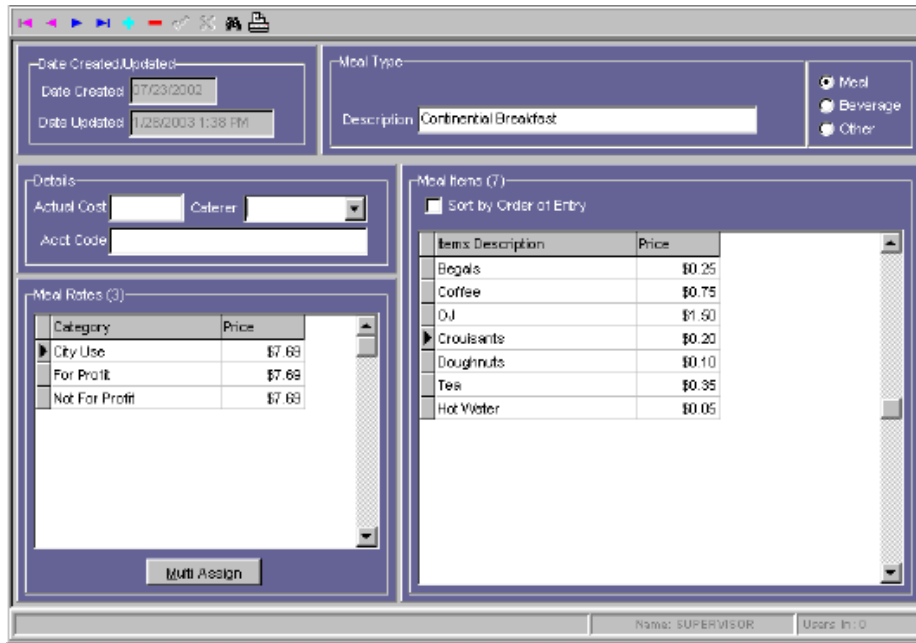 Date Created/Updated
Date Created 07/23/2002
Date Updated 1/28/2003 1:38 PM
Meal Type
Description Continential Breakfast
Meal
Beverage
Other
Details
Actual Cost Caterer
Acct Code
Meal Rates (3)
Category Price
City Use $7.69
For Profit $7.69
Not For Profit $7.69
Multi Assign
Meal Items (7)
Sort by Order of Entry
Items Description Price
Begals $0.25
Coffee $0.75
OJ $1.50
Crouisants $0.20
Doughnuts $0.10
Tea $0.35
Hot Water $0.05
Name: SUPERVISOR Users In: 0